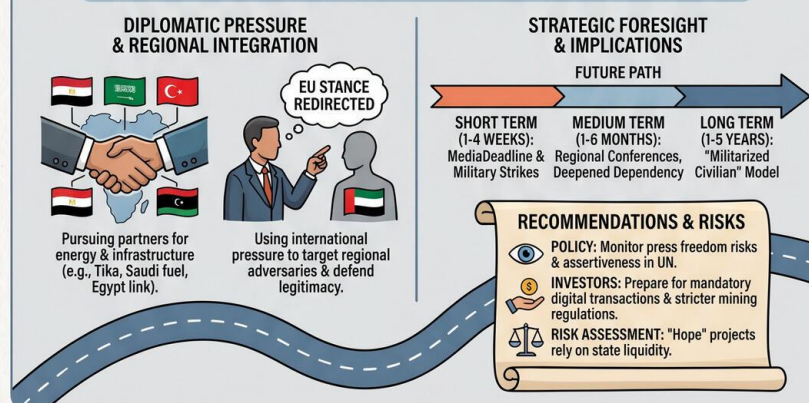 DIPLOMATIC PRESSURE
& REGIONAL INTEGRATION
EU STANCE
REDIRECTED
Pursuing partners for
energy & infrastructure
(e.g., Tika, Saudi fuel,
Egypt link).
Using international
pressure to target regional
adversaries & defend
legitimacy.
STRATEGIC FORESIGHT
& IMPLICATIONS
FUTURE PATH
SHORT TERM
(1-4 WEEKS):
MediaDeadline &
Military Strikes
MEDIUM TERM
(1-6 MONTHS):
Regional Conferences,
Deepened Dependency
LONG TERM
(1-5 YEARS):
"Militarized
Civilian" Model
RECOMMENDATIONS & RISKS
POLICY: Monitor press freedom risks
& assertiveness in UN.
$
INVESTORS: Prepare for mandatory
digital transactions & stricter mining
regulations.
RISK ASSESSMENT: "Hope" projects
rely on state liquidity.